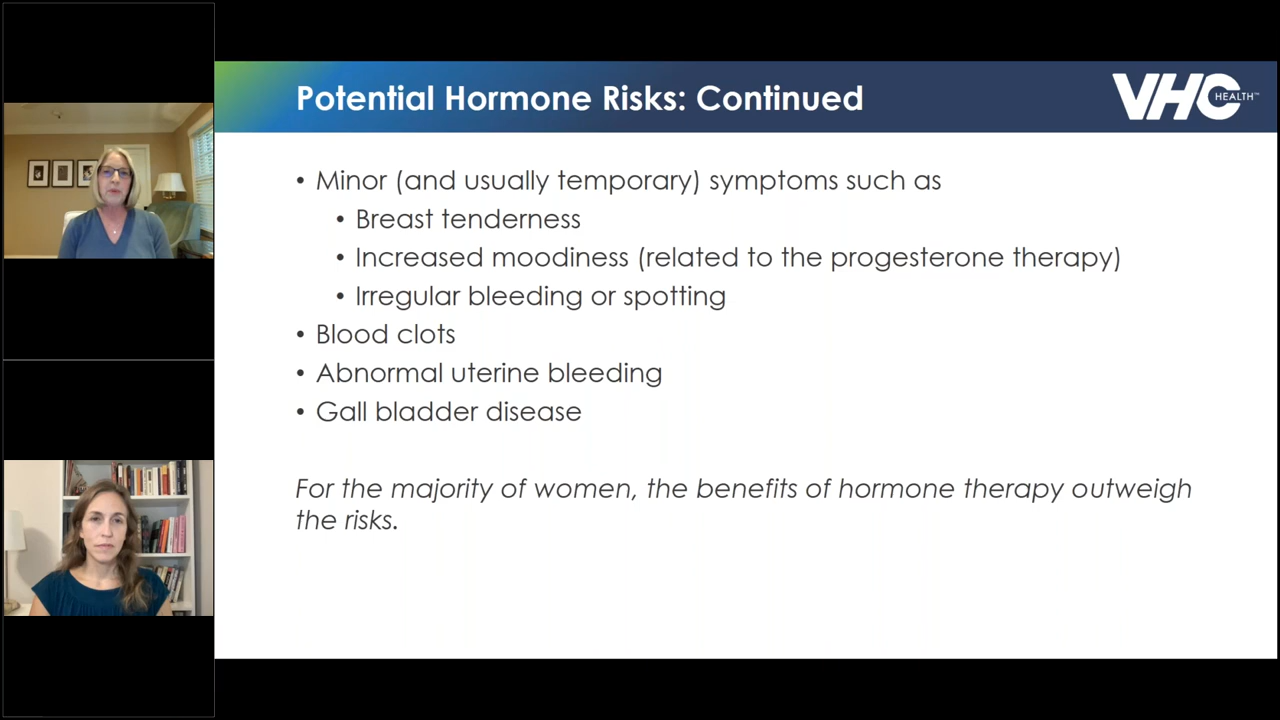 Potential Hormone Risks: Continued
VHC
HEALTH™
• Minor (and usually temporary) symptoms such as
• Breast tenderness
• Increased moodiness (related to the progesterone therapy)
• Irregular bleeding or spotting
• Blood clots
• Abnormal uterine bleeding
• Gall bladder disease
For the majority of women, the benefits of hormone therapy outweigh
the risks.